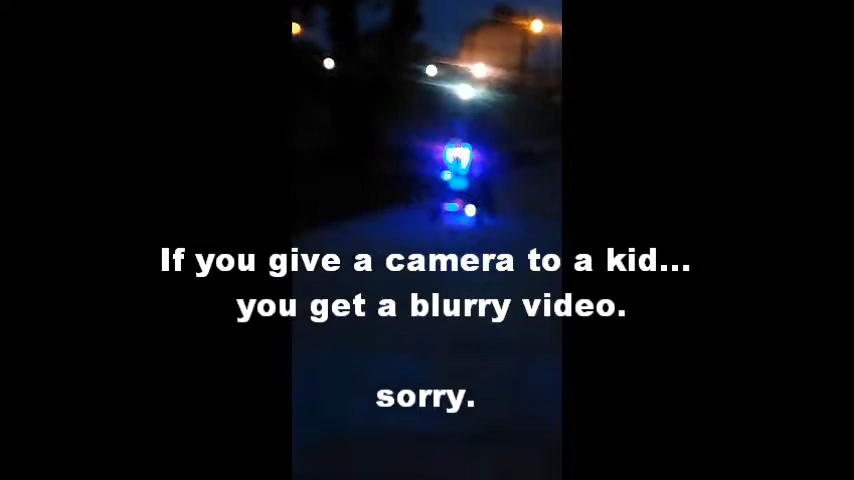 If you give a camera to a kid...
you get a blurry video.
sorry.